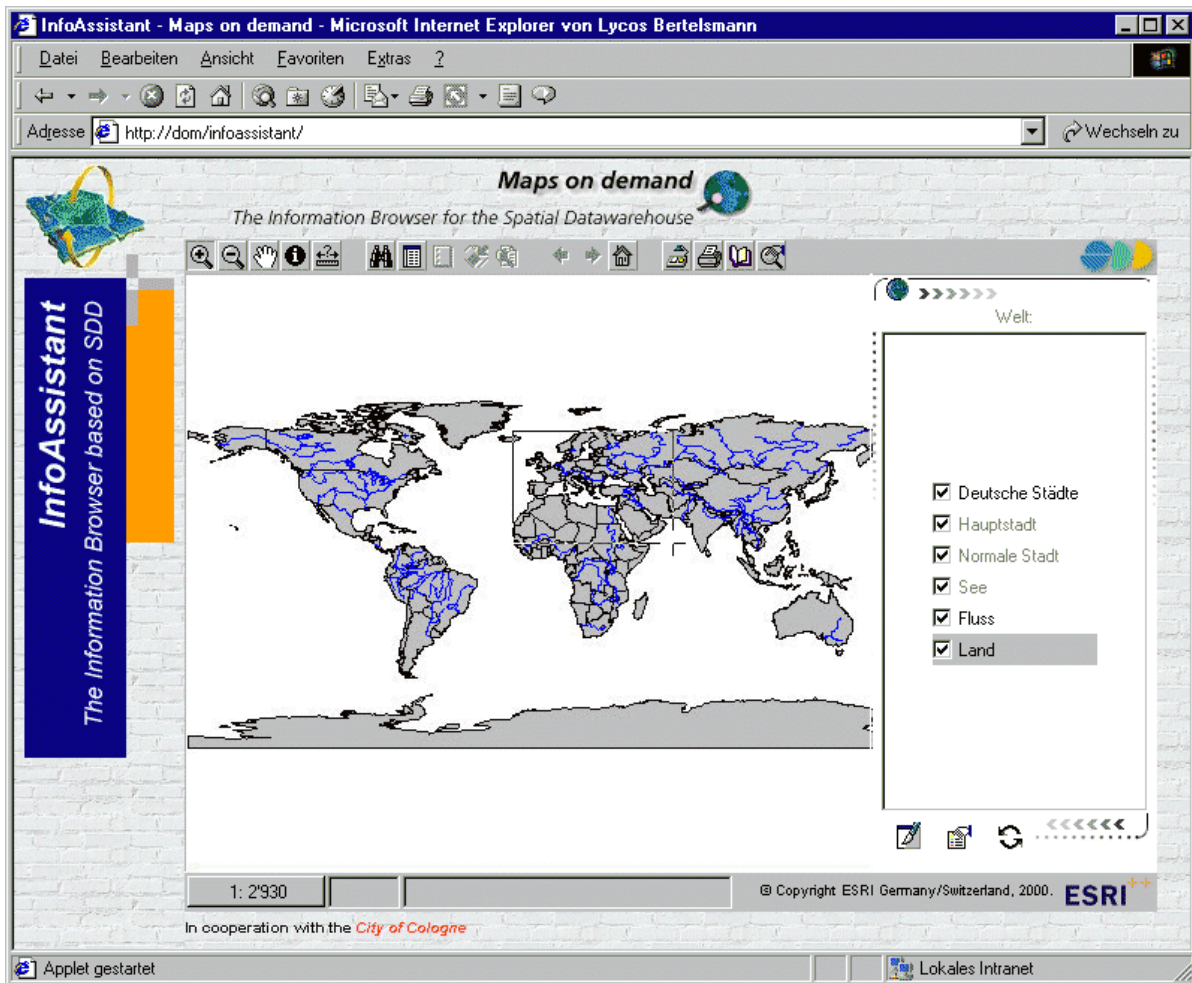 InfoAssistant - Maps on demand - Microsoft Internet Explorer von Lycos Bertelsmann
Datei Bearbeiten Ansicht Favoriten Extras ?
Adresse http://dom/infoassistant/ Wechseln zu
Maps on demand
The Information Browser for the Spatial Datawarehouse
InfoAssistant
The Information Browser based on SDD
Welt:
Deutsche Städte
Hauptstadt
Normale Stadt
See
Fluss
Land
1: 2'930
© Copyright ESRI Germany/Switzerland, 2000. ESRI++
In cooperation with the City of Cologne
Applet gestartet Lokales Intranet